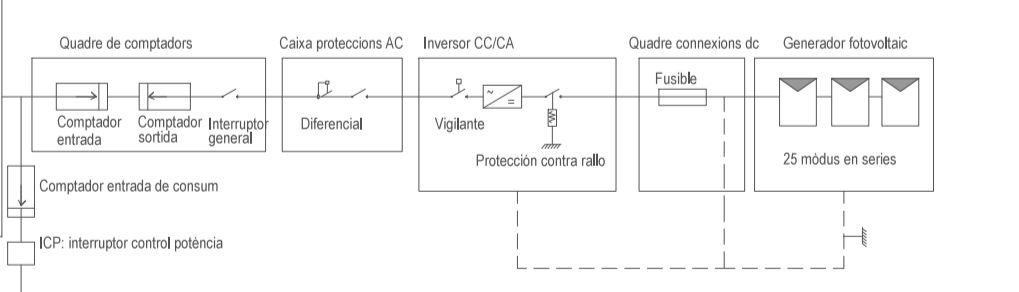 Quadre de comptadors
Caixa proteccions AC
Inversor CC/CA
Quadre connexions dc
Generador fotovoltaic
Fusible
Comptador
entrada
Comptador
sortida
Interruptor
general
Diferencial
Vigilante
Protección contra rallo
25 mòdus en series
Comptador entrada de consum
ICP: interruptor control potència